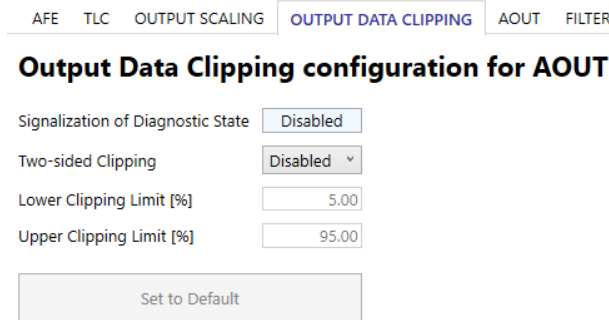 AFE TLC OUTPUT SCALING OUTPUT DATA CLIPPING AOUT FILTER
Output Data Clipping configuration for AOUT
Signalization of Diagnostic State Disabled
Two-sided Clipping Disabled
Lower Clipping Limit [%] 5.00
Upper Clipping Limit [%] 95.00
Set to Default